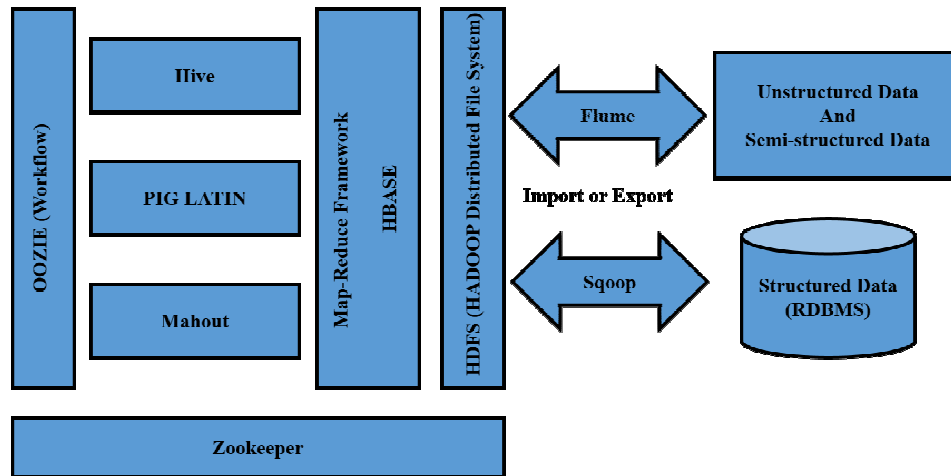 OOZIE (Workflow)
Hive
PIG LATIN
Mahout
Map-Reduce Framework
HBASE
HDFS (HADOOP Distributed File System)
Flume
Import or Export
Sqoop
Unstructured Data
And
Semi-structured Data
Structured Data
(RDBMS)
Zookeeper